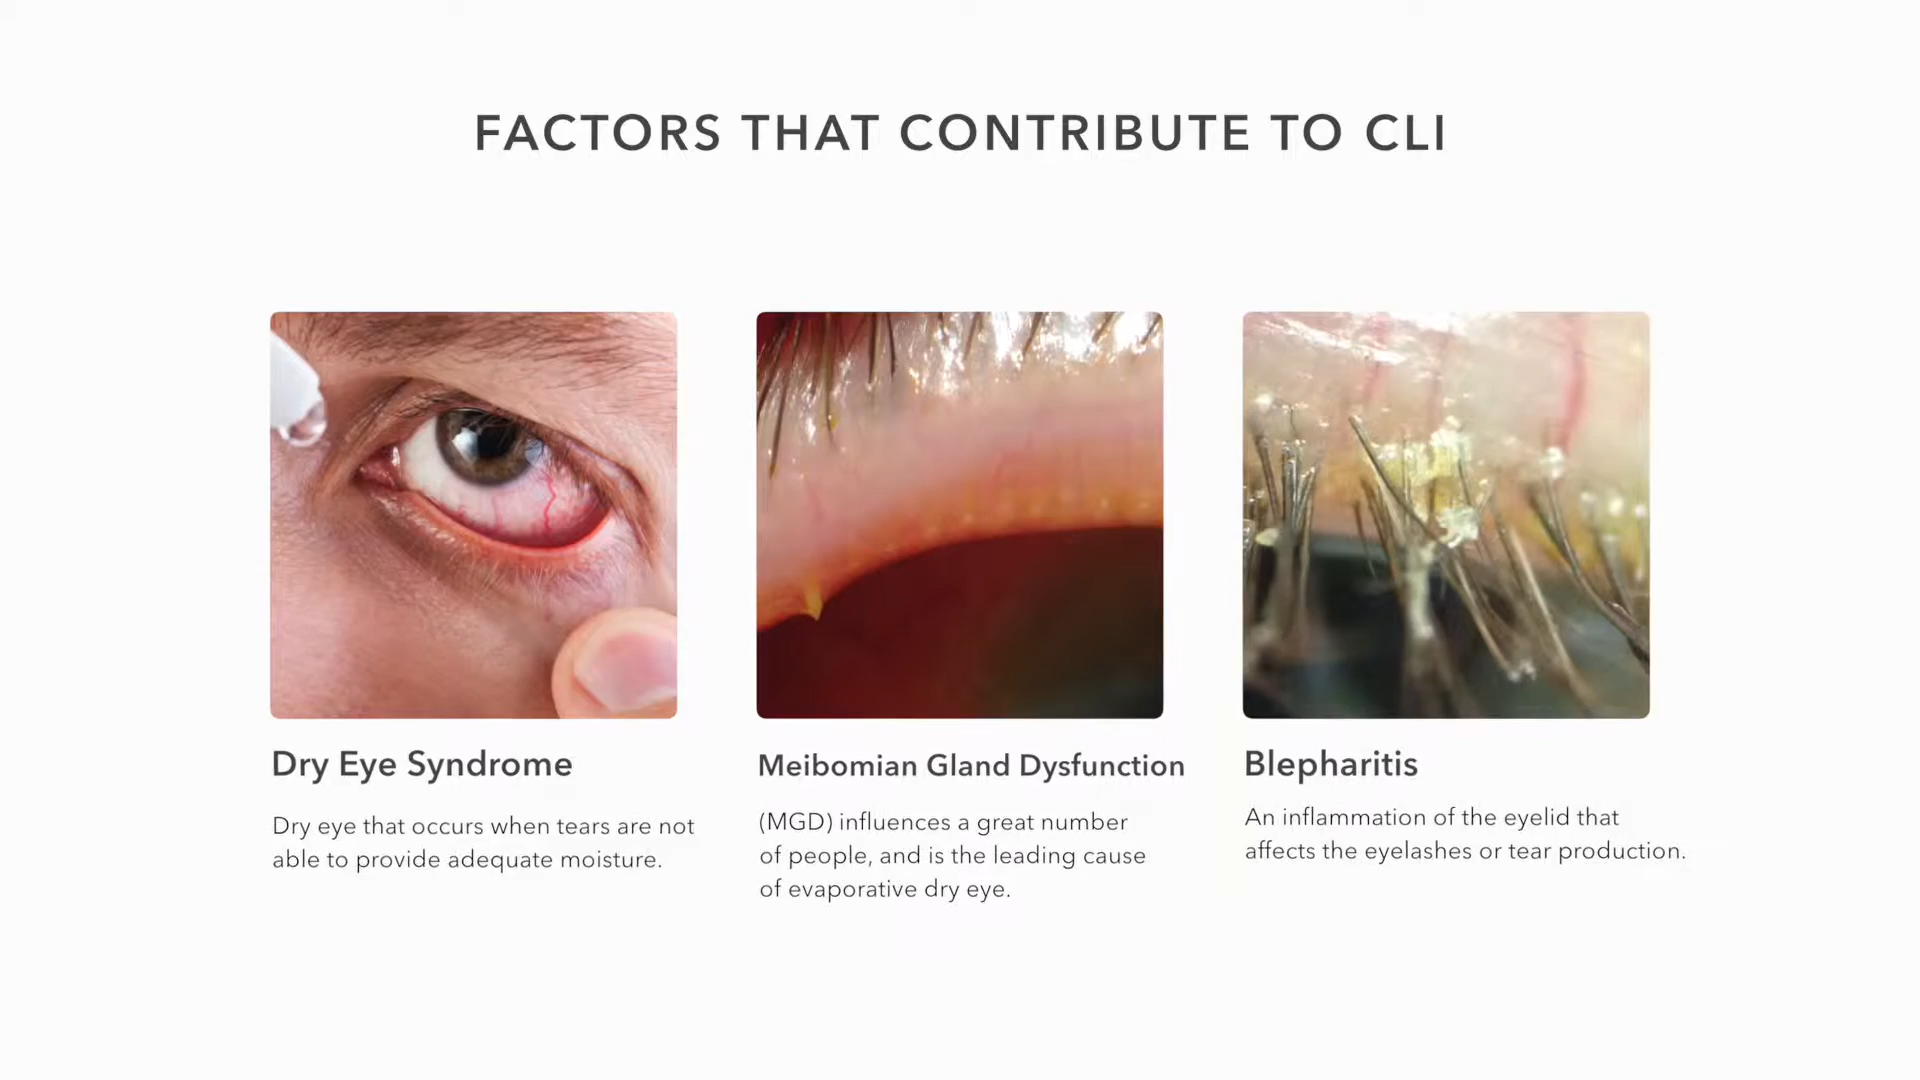 FACTORS THAT CONTRIBUTE TO CLI
Dry Eye Syndrome
Dry eye that occurs when tears are not
able to provide adequate moisture.
Meibomian Gland Dysfunction
(MGD) influences a great number
of people, and is the leading cause
of evaporative dry eye.
Blepharitis
An inflammation of the eyelid that
affects the eyelashes or tear production.